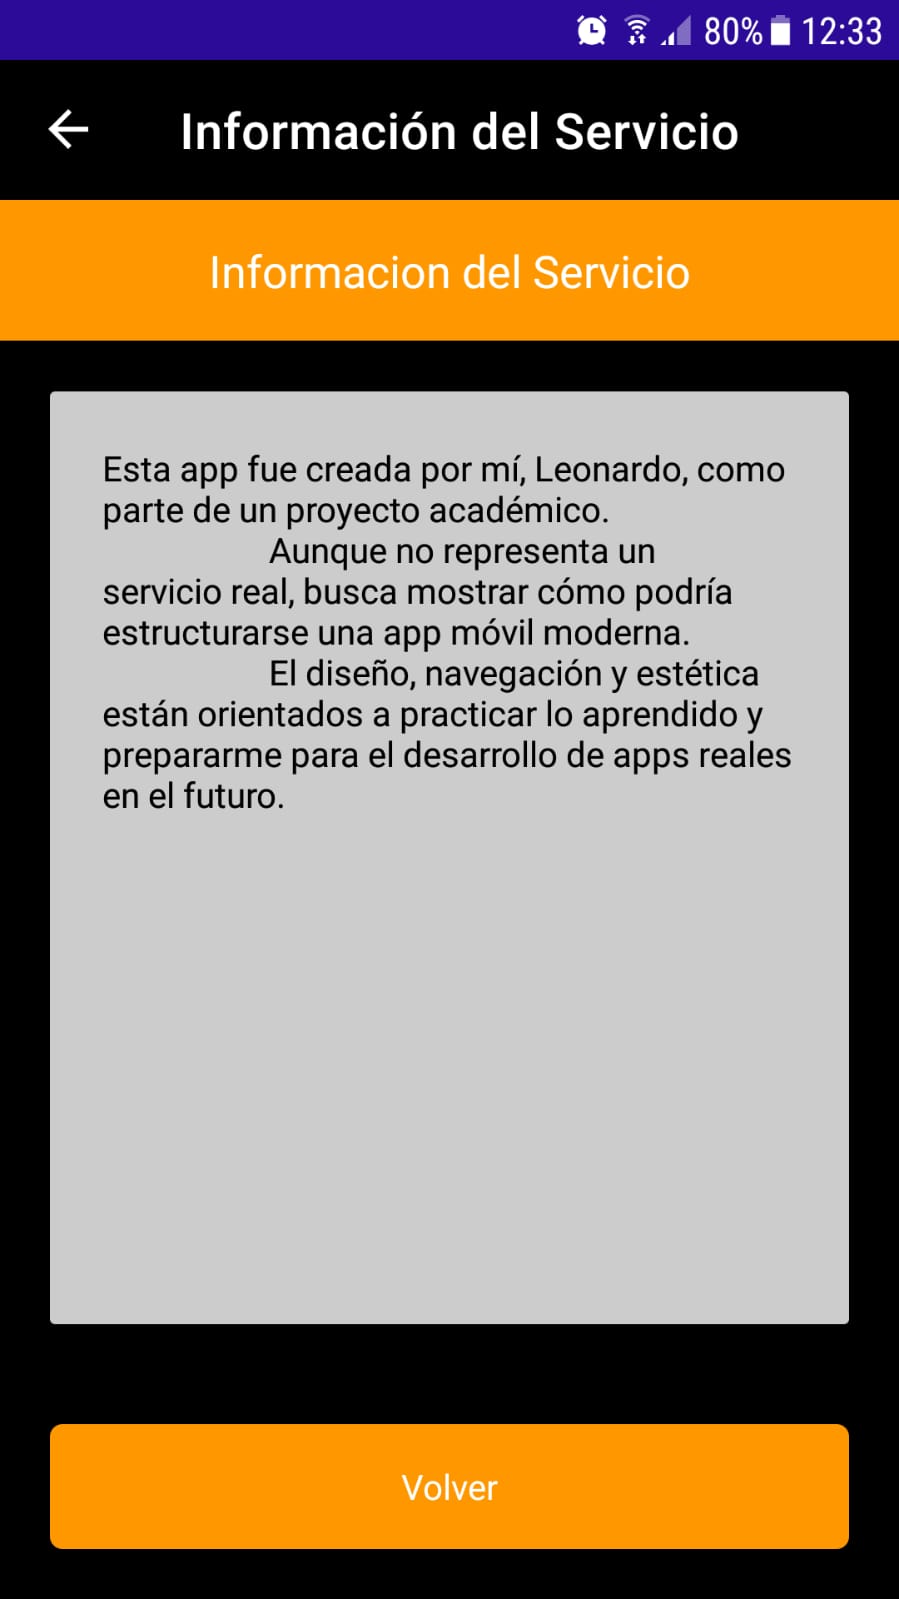 80% 12:33
Información del Servicio
Informacion del Servicio
Esta app fue creada por mí, Leonardo, como
parte de un proyecto académico.
Aunque no representa un
servicio real, busca mostrar cómo podría
estructurarse una app móvil moderna.
El diseño, navegación y estética
están orientados a practicar lo aprendido y
prepararme para el desarrollo de apps reales
en el futuro.
Volver